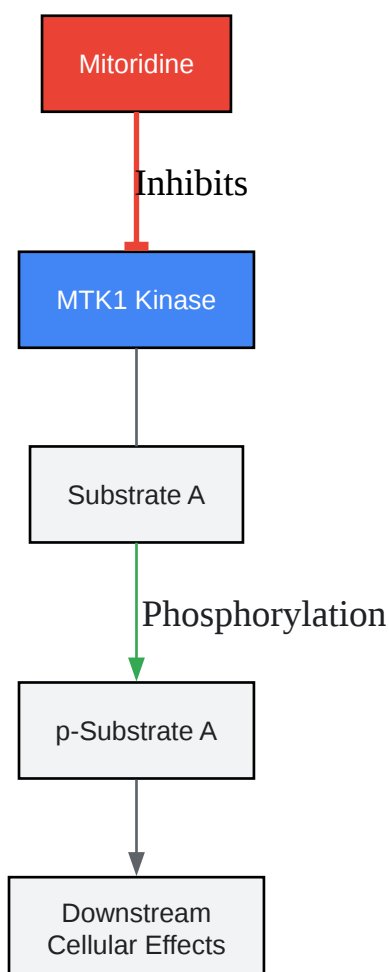 Mitoridine
Inhibits
MTK1 Kinase
Substrate A
Phosphorylation
p-Substrate A
Downstream
Cellular Effects